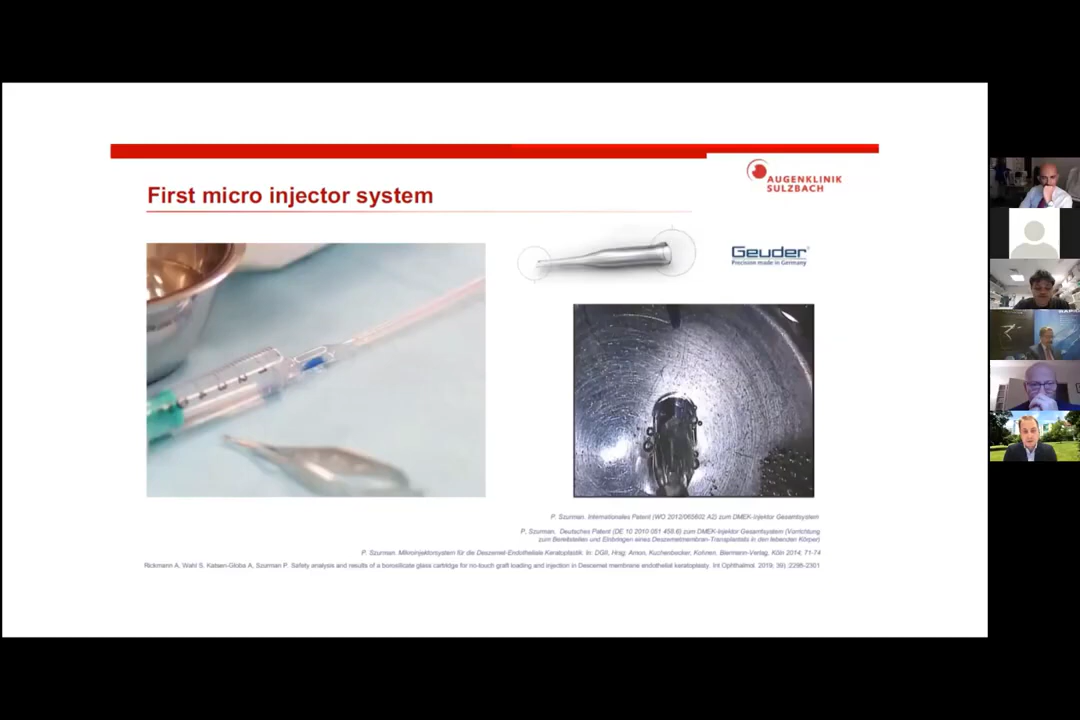 First micro injector system
AUGENKLINIK
SULZBACH
Geuder
Precision made in Germany
P. Szurman. Internationales Patent (WO 2012/065602 A2) zum DMEK-Injektor Gesamtsystem
P. Szurman. Deutsches Patent (DE 10 2010 051 458.6) zum DMEK-Injektor Gesamtsystem (Vorrichtung
zum Bereitstellen und Einbringen eines Deszemetmembran-Transplantats in den lebenden Körper)
P. Szurman. Mikroinjektorsystem für die Descemet-Endotheliale Keratoplastik. In: DGII, Hrsg: Amon, Kuchenbecker, Kohnen. Biermann-Verlag, Köln 2014, 71-74
Rickmann A, Wahl S, Katsen-Globa A, Szurman P. Safety analysis and results of a borosilicate glass cartridge for no-touch graft loading and injection in Descemet membrane endothelial keratoplasty. Int Ophthalmol 2019; 39) :2298-2301